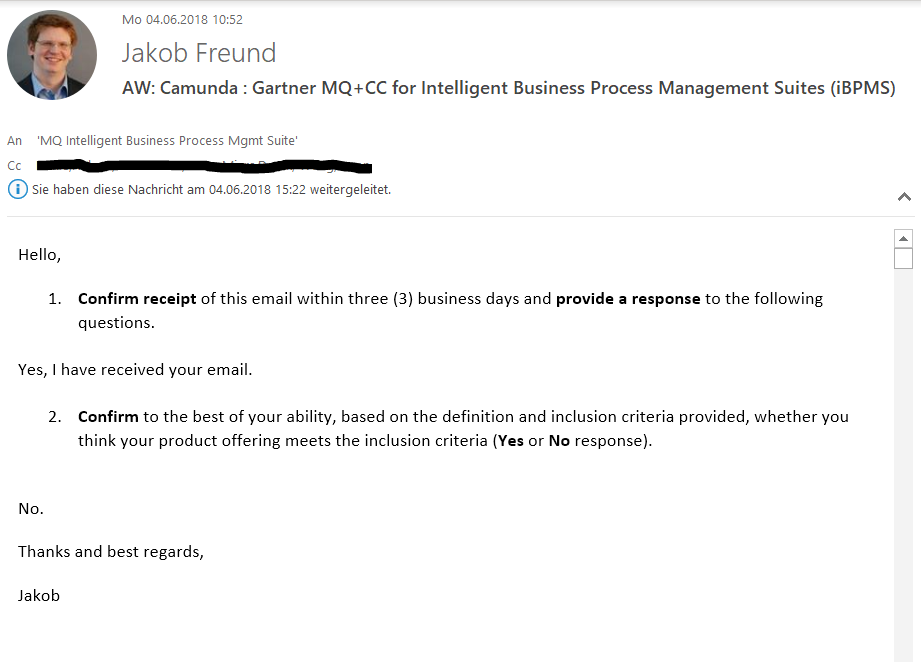 Mo 04.06.2018 10:52
Jakob Freund
AW: Camunda : Gartner MQ+CC for Intelligent Business Process Management Suites (iBPMS)
An 'MQ Intelligent Business Process Mgmt Suite'
Cc
Sie haben diese Nachricht am 04.06.2018 15:22 weitergeleitet.
Hello,
1. Confirm receipt of this email within three (3) business days and provide a response to the following
questions.
Yes, I have received your email.
2. Confirm to the best of your ability, based on the definition and inclusion criteria provided, whether you
think your product offering meets the inclusion criteria (Yes or No response).
No.
Thanks and best regards,
Jakob